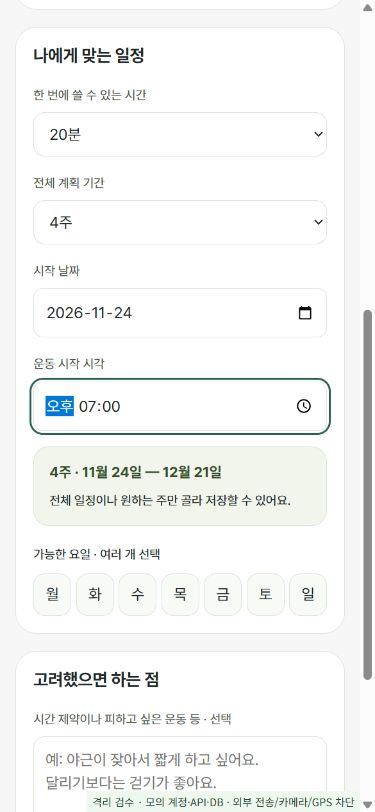 나에게 맞는 일정
한 번에 쓸 수 있는 시간
20분
전체 계획 기간
4주
시작 날짜
2026-11-24
운동 시작 시각
오후 07:00
4주 · 11월 24일 — 12월 21일
전체 일정이나 원하는 주만 골라 저장할 수 있어요.
가능한 요일 · 여러 개 선택
월 화 수 목 금 토 일
고려했으면 하는 점
시간 제약이나 피하고 싶은 운동 등 · 선택
예: 야근이 잦아서 짧게 하고 싶어요.
달리기보다는 걷기가 좋아요.
격리 검수 · 모의 계정·API·DB · 외부 전송/카메라/GPS 차단